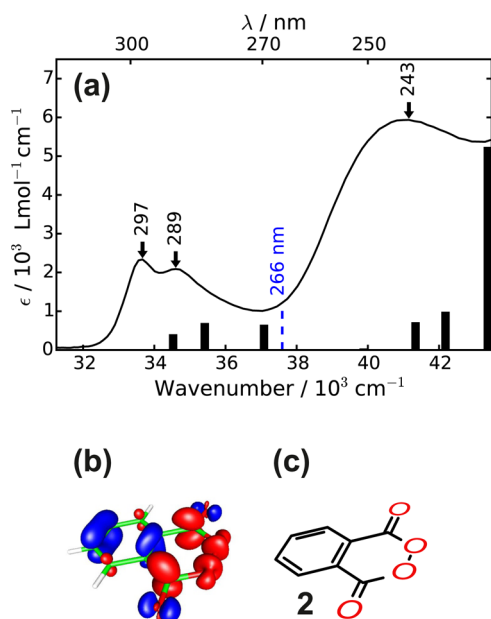 λ / nm
300 270 250
(a)
7
6
5
4
3
2
1
0
ϵ / 10³ Lmol⁻¹cm⁻¹
297
289
266 nm
243
32 34 36 38 40 42
Wavenumber / 10³ cm⁻¹
(b) (c)
O
O
O
O
2